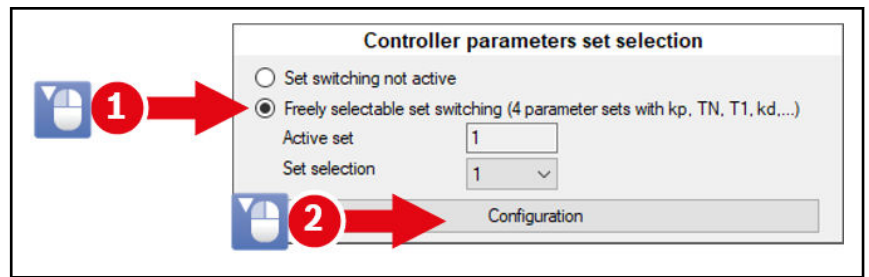 Controller parameters set selection
Set switching not active
1
Freely selectable set switching (4 parameter sets with kp, TN, T1, kd,...)
Active set 1
Set selection 1
2
Configuration